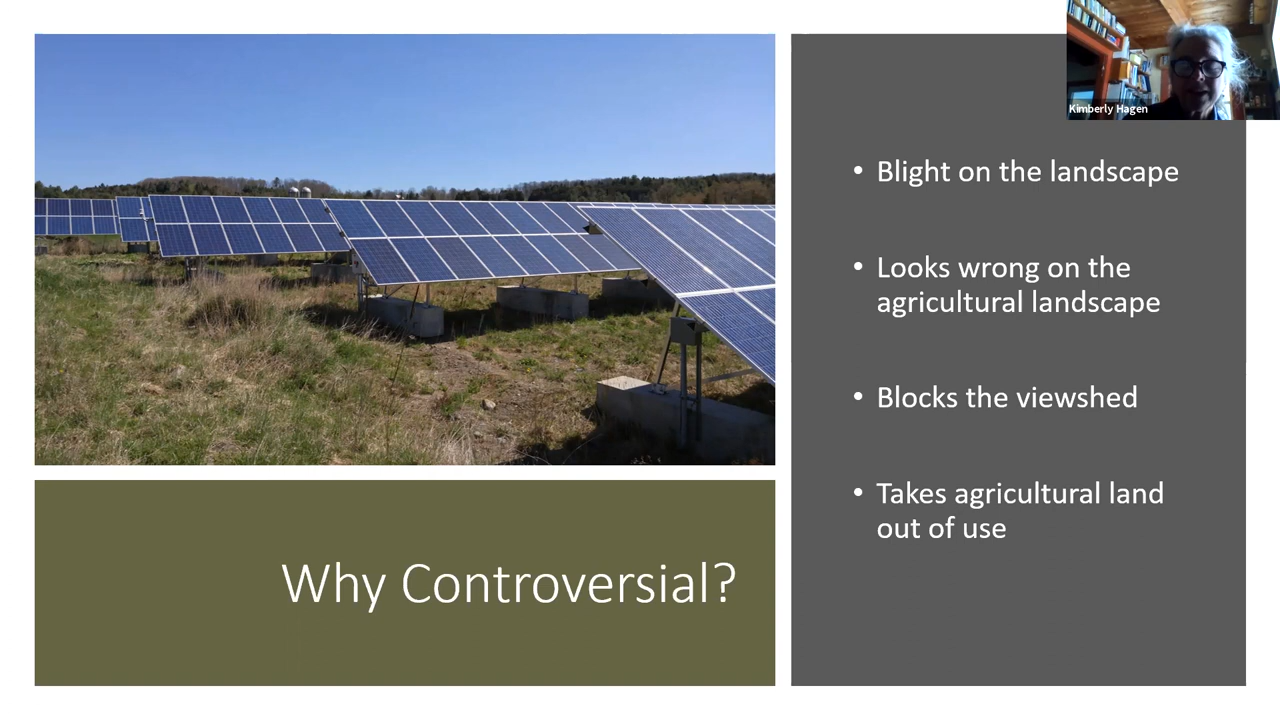 Kimberly Hagen
• Blight on the landscape
• Looks wrong on the
agricultural landscape
• Blocks the viewshed
• Takes agricultural land
out of use
Why Controversial?